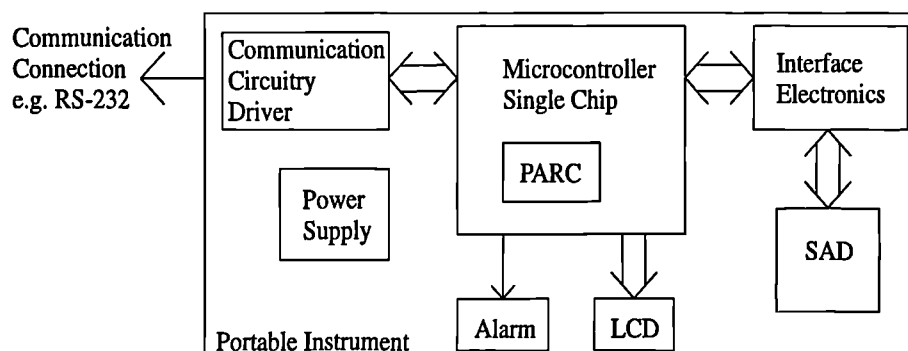 Communication
Connection
e.g. RS-232
Communication
Circuitry
Driver
Microcontroller
Single Chip
PARC
Interface
Electronics
Power
Supply
SAD
Alarm
LCD
Portable Instrument